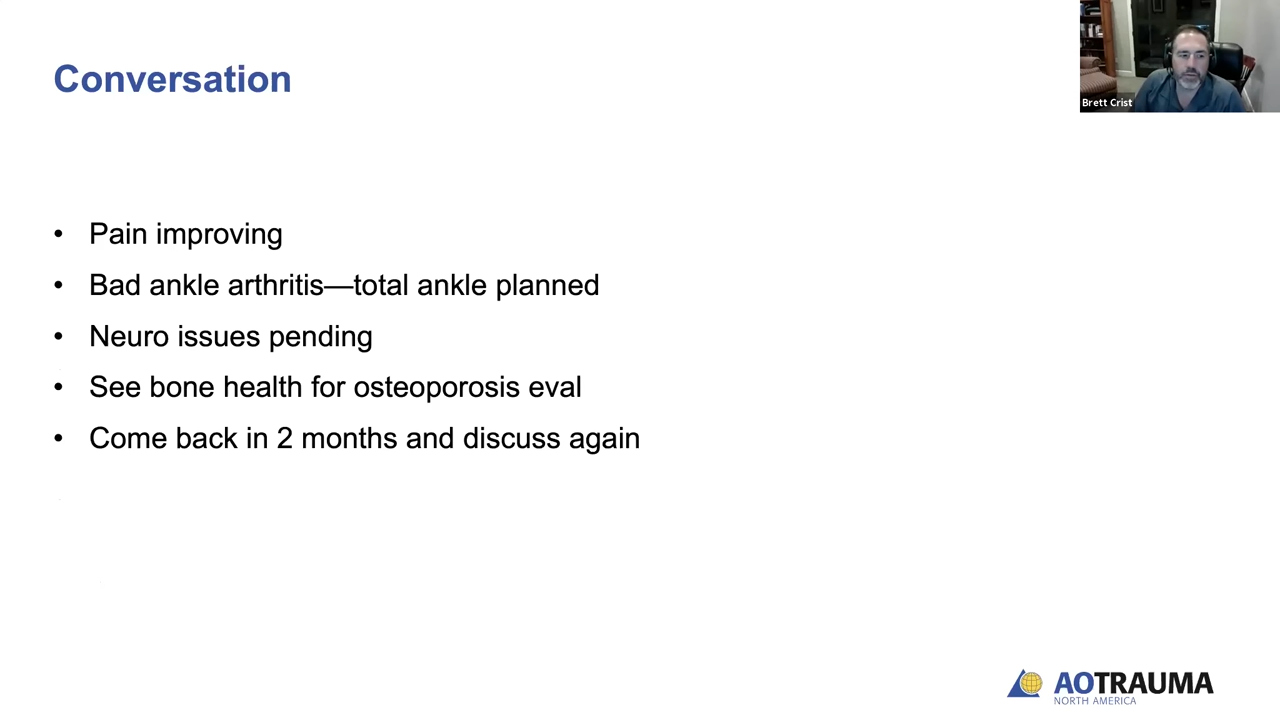 Conversation
Brett Crist
• Pain improving
• Bad ankle arthritis—total ankle planned
• Neuro issues pending
• See bone health for osteoporosis eval
• Come back in 2 months and discuss again
AOTRAUMA
NORTH AMERICA